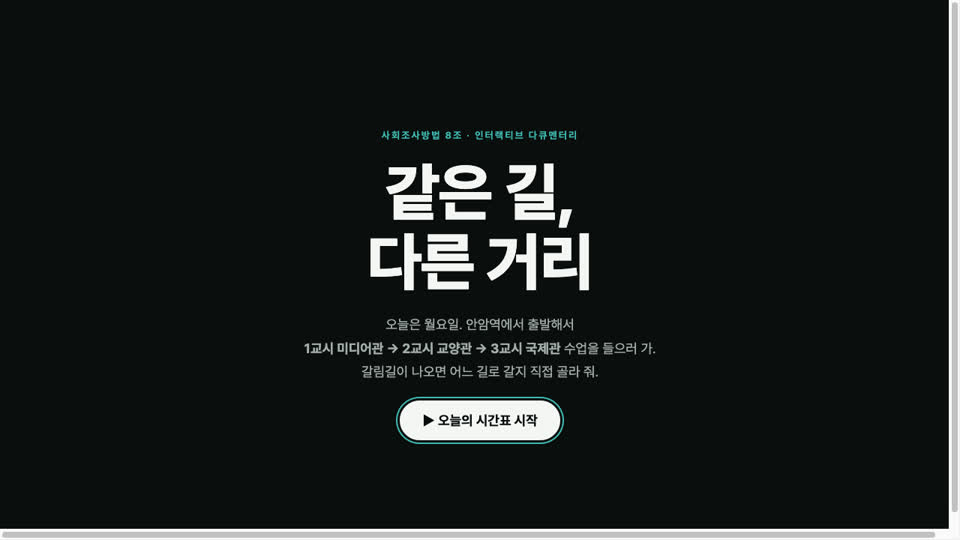 사회조사방법 8조 · 인터랙티브 다큐멘터리
같은 길,
다른 거리
오늘은 월요일. 안암역에서 출발해서
1교시 미디어관 → 2교시 교양관 → 3교시 국제관 수업을 들으러 가.
갈림길이 나오면 어느 길로 갈지 직접 골라 줘.
▶ 오늘의 시간표 시작